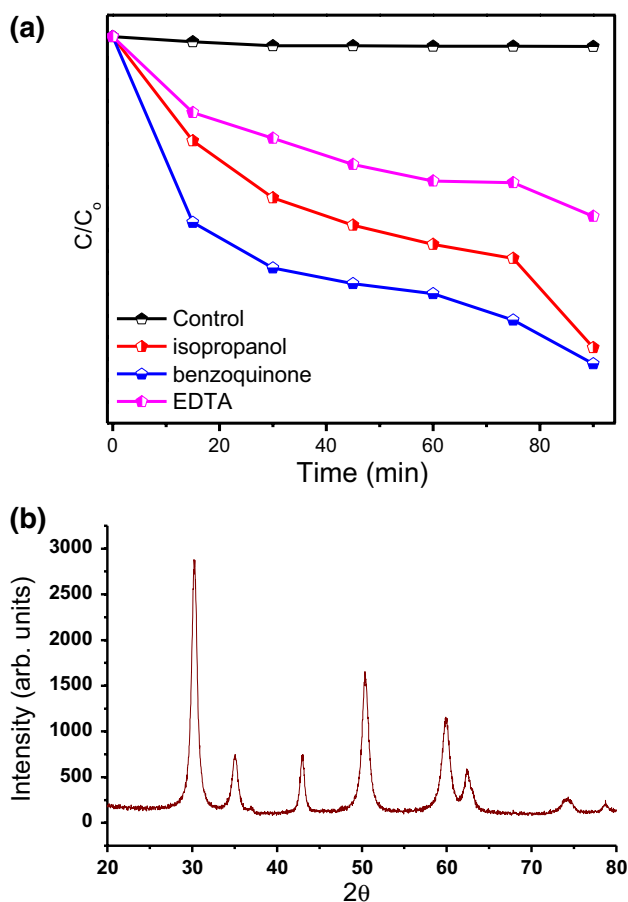 (a)
C/Co
Control
isopropanol
benzoquinone
EDTA
0 20 40 60 80
Time (min)
(b)
3000
2500
2000
1500
1000
500
0
Intensity (arb. units)
20 30 40 50 60 70 80
2θ